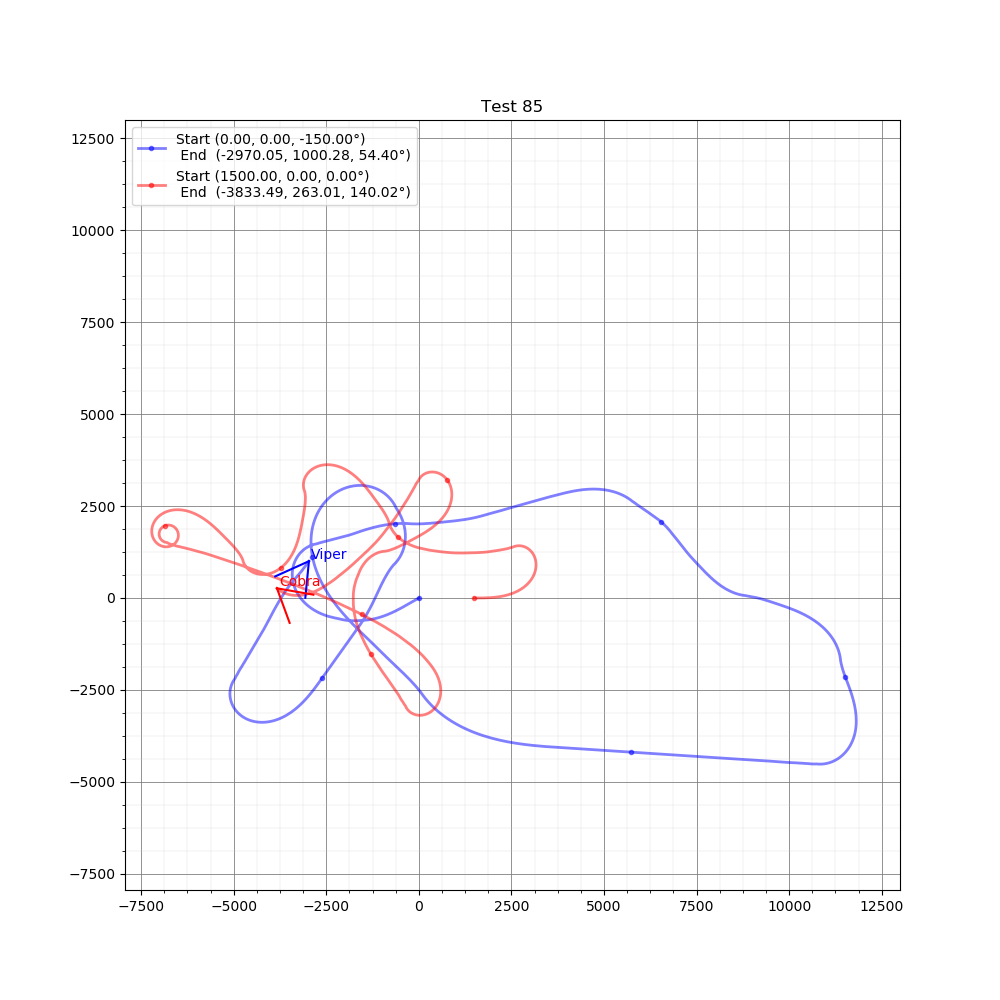 Test 85
Start (0.00, 0.00, -150.00°)
End (-2970.05, 1000.28, 54.40°)
Start (1500.00, 0.00, 0.00°)
End (-3833.49, 263.01, 140.02°)
12500
10000
7500
5000
2500
0
−2500
−5000
−7500
Viper
Cobra
−7500 −5000 −2500 0 2500 5000 7500 10000 12500